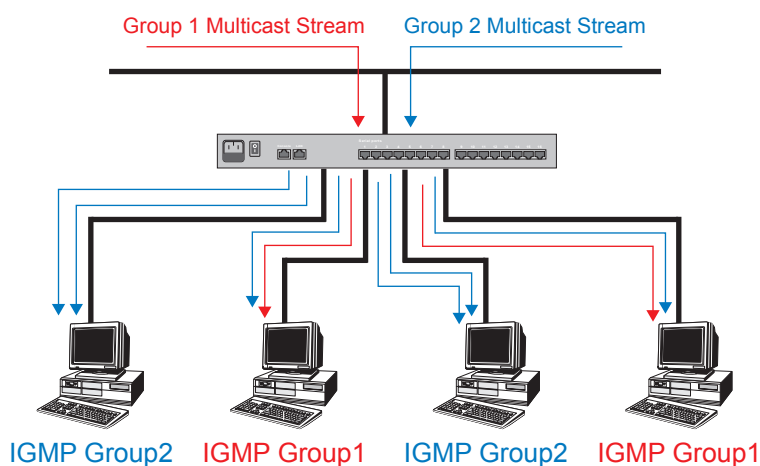 Group 1 Multicast Stream
Group 2 Multicast Stream
IGMP Group2
IGMP Group1
IGMP Group2
IGMP Group1